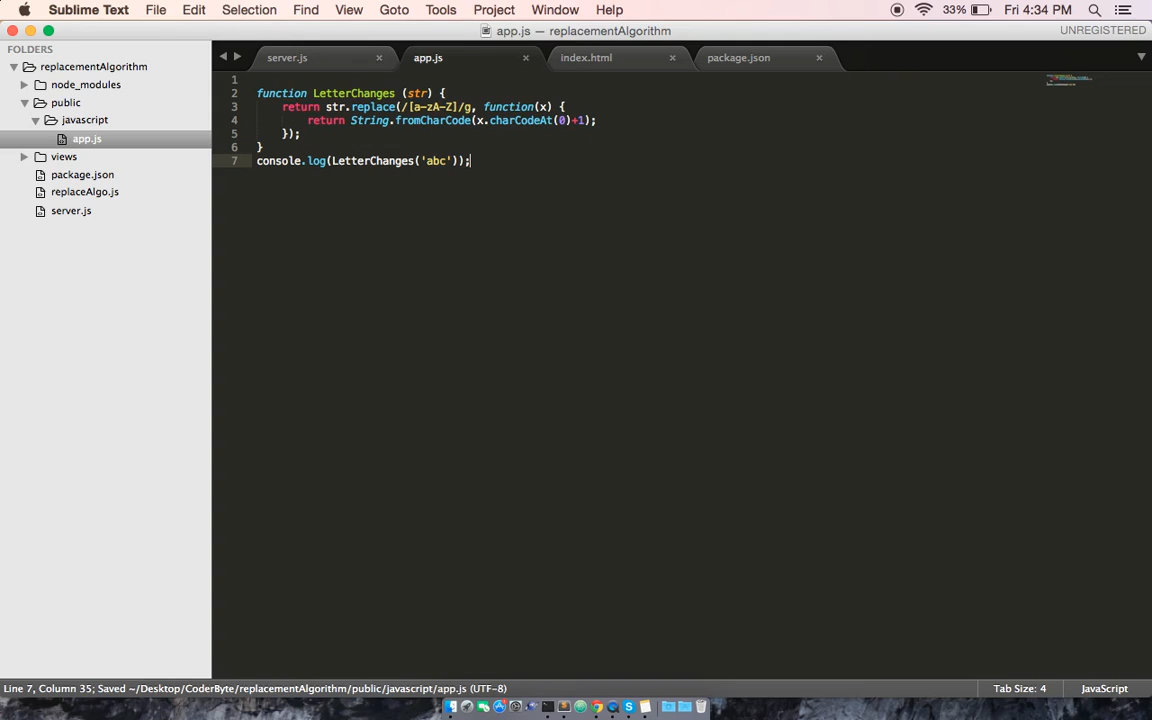 Sublime Text File Edit Selection Find View Goto Tools Project Window Help 33% Fri 4:34 PM
app.js — replacementAlgorithm UNREGISTERED
FOLDERS
replacementAlgorithm
node_modules
public
javascript
app.js
views
package.json
replaceAlgo.js
server.js
server.js app.js index.html package.json
1
2 function LetterChanges (str) {
3 return str.replace(/[a-zA-Z]/g, function(x) {
4 return String.fromCharCode(x.charCodeAt(0)+1);
5 });
6 }
7 console.log(LetterChanges('abc'));
Line 7, Column 35; Saved ~/Desktop/CoderByte/replacementAlgorithm/public/javascript/app.js (UTF-8) Tab Size: 4 JavaScript